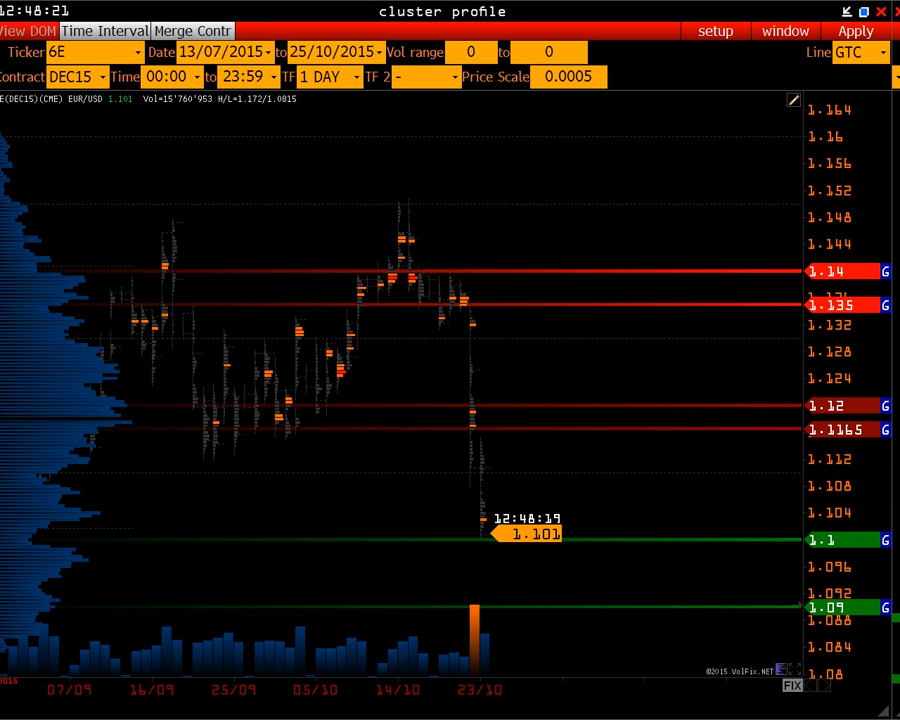 12:48:21
cluster profile
View DOM Time Interval Merge Contr
setup window Apply
Ticker 6E Date 13/07/2015 to 25/10/2015 Vol range 0 to 0 Line GTC
Contract DEC15 Time 00:00 to 23:59 TF 1 DAY TF 2 - Price Scale 0.0005
E(DEC15)(CME) EUR/USD 1.101 Vol=15'760'953 H/L=1.172/1.0815
1.164
1.16
1.156
1.152
1.148
1.144
1.14 G
1.135 G
1.132
1.128
1.124
1.12 G
1.1165 G
1.112
1.108
1.104
12:48:19
1.101
1.1 G
1.096
1.092
1.09 G
1.088
1.084
©2015 VolFix.NET
1.08
2015
FIX
07/09 16/09 25/09 05/10 14/10 23/10